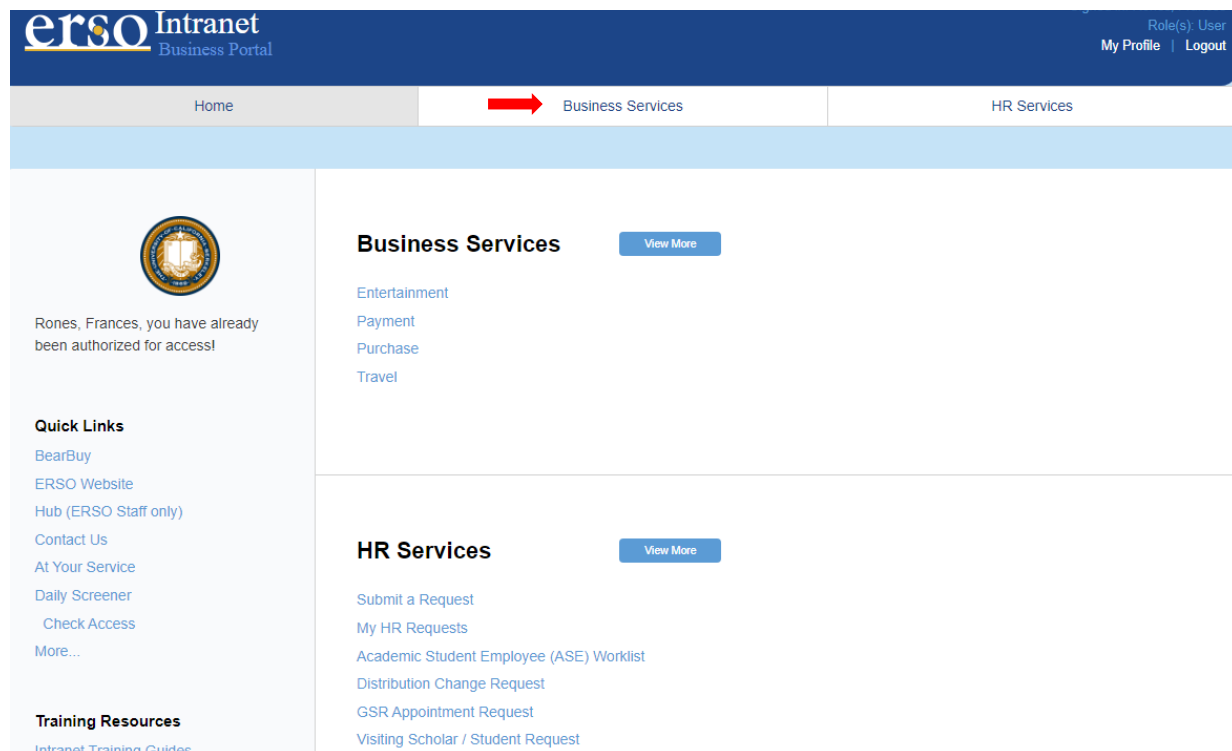 erso Intranet
Business Portal
Role(s): User
My Profile | Logout
Home
Business Services
HR Services
Rones, Frances, you have already
been authorized for access!
Quick Links
BearBuy
ERSO Website
Hub (ERSO Staff only)
Contact Us
At Your Service
Daily Screener
Check Access
More...
Training Resources
Intranet Training Guides
Business Services
View More
Entertainment
Payment
Purchase
Travel
HR Services
View More
Submit a Request
My HR Requests
Academic Student Employee (ASE) Worklist
Distribution Change Request
GSR Appointment Request
Visiting Scholar / Student Request